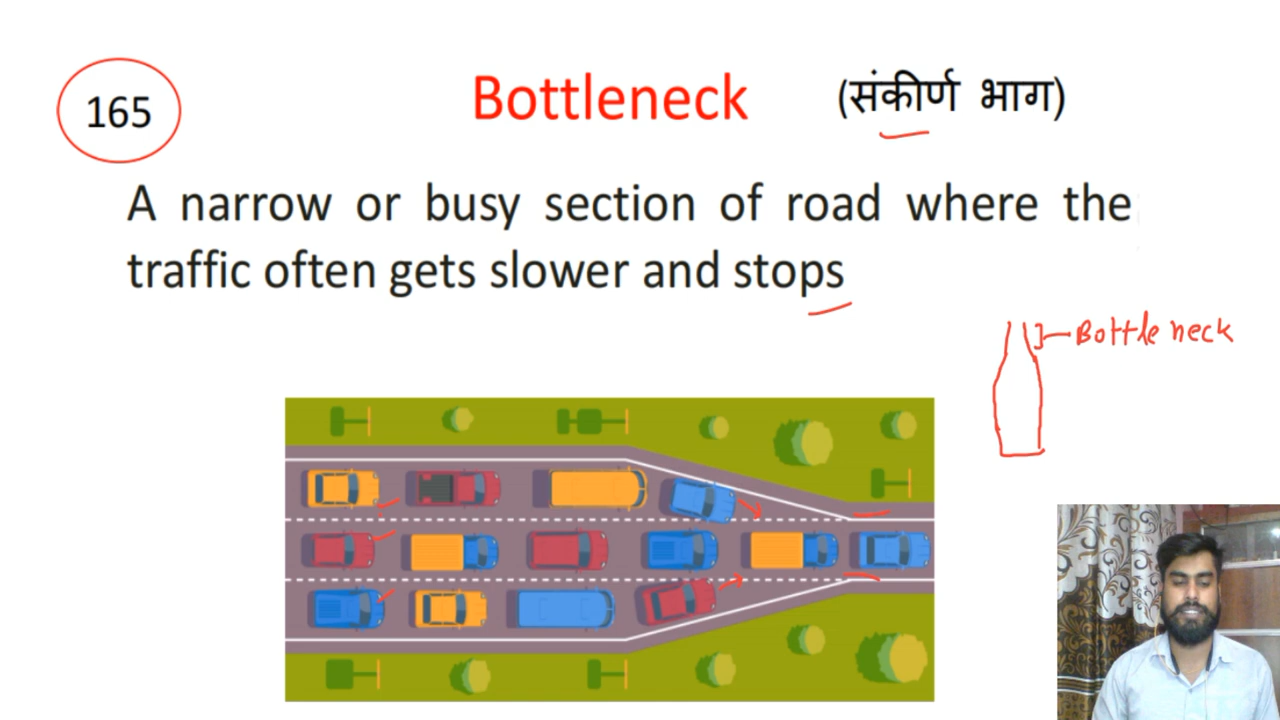 165
Bottleneck (संकीर्ण भाग)
A narrow or busy section of road where the
traffic often gets slower and stops
Bottle neck